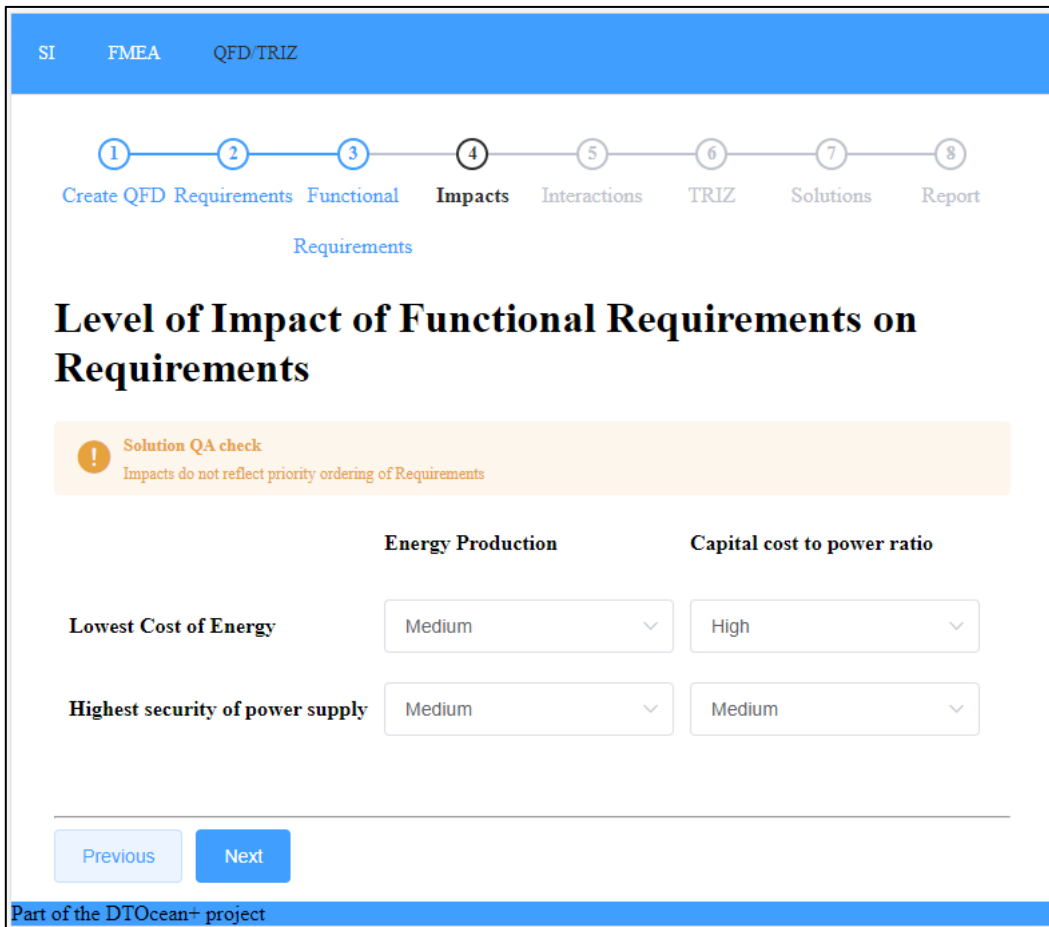 SI FMEA QFD/TRIZ
1 2 3 4 5 6 7 8
Create QFD Requirements Functional Impacts Interactions TRIZ Solutions Report
Requirements
Level of Impact of Functional Requirements on
Requirements
! Solution QA check
Impacts do not reflect priority ordering of Requirements
Energy Production Capital cost to power ratio
Lowest Cost of Energy Medium High
Highest security of power supply Medium Medium
Previous Next
Part of the DTOcean+ project